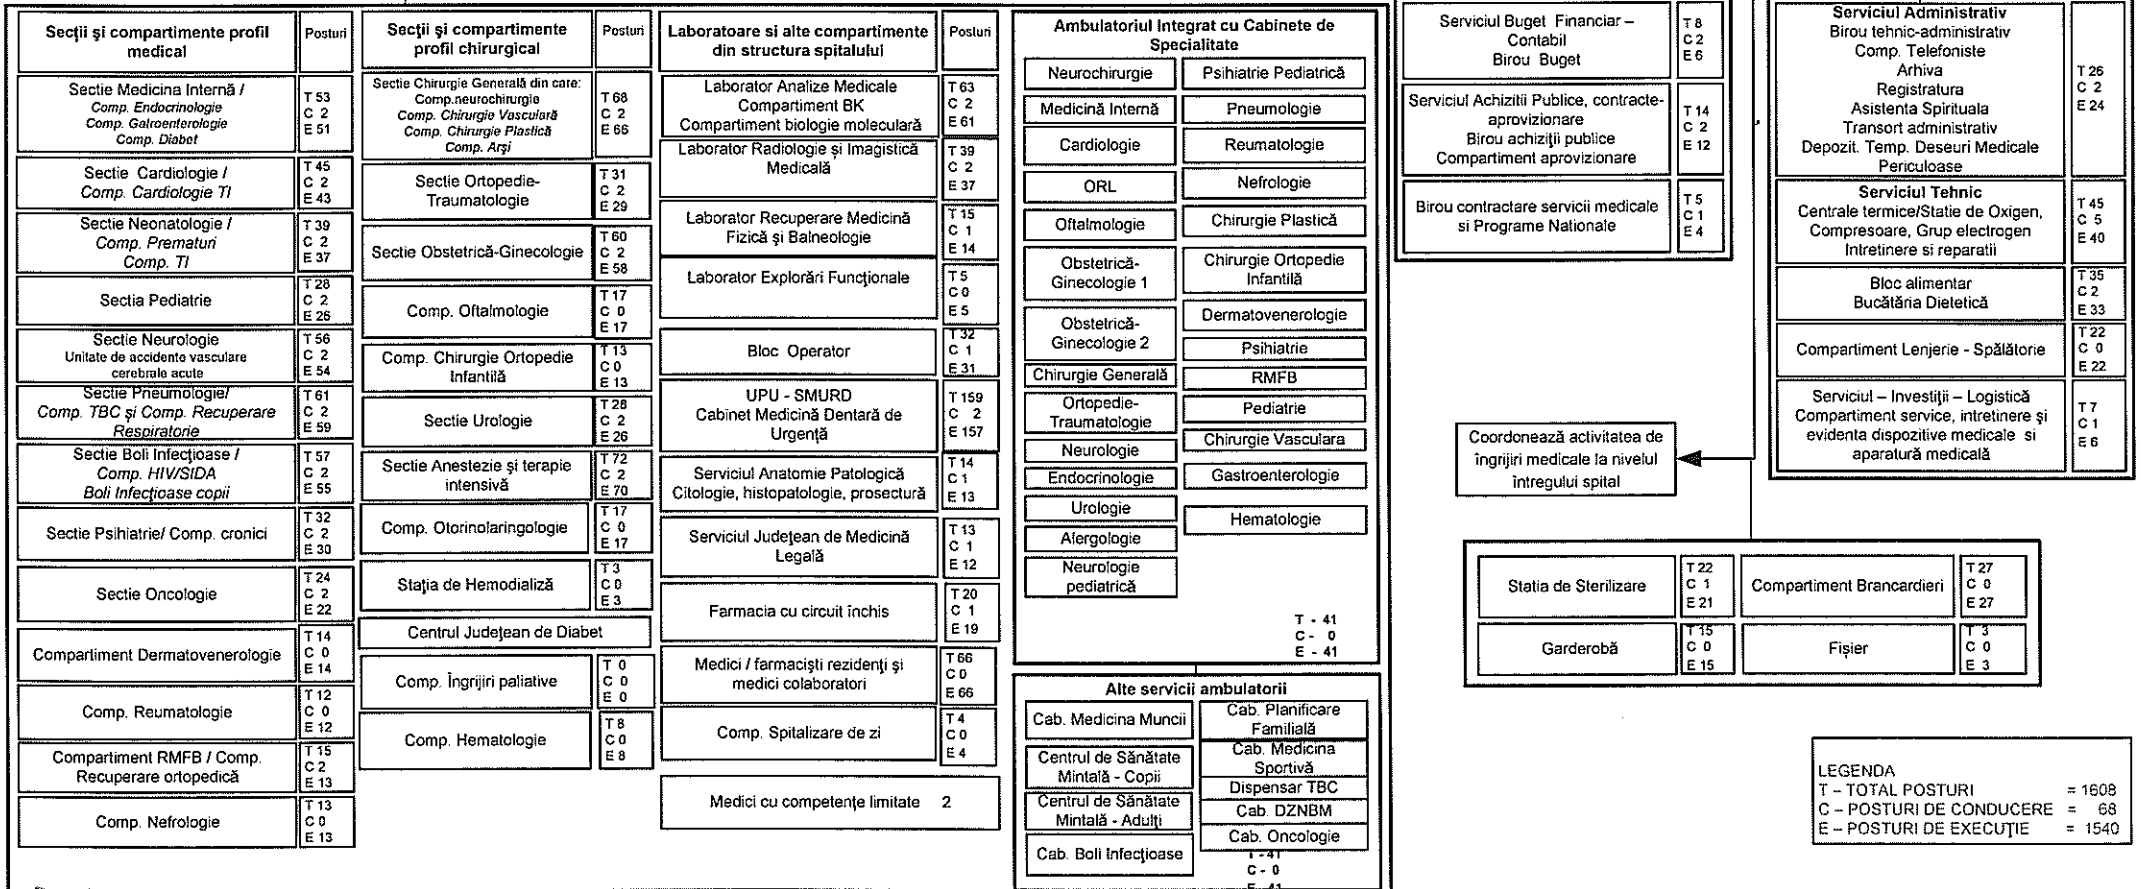 Secţii şi compartimente profil
medical
Posturi
Sectie Medicina Internă /
Comp. Endocrinologie
Comp. Gatroenterologie
Comp. Diabet
T 53
C 2
E 51
Sectie Cardiologie /
Comp. Cardiologie TI
T 45
C 2
E 43
Sectie Neonatologie /
Comp. Prematuri
Comp. TI
T 39
C 2
E 37
Sectia Pediatrie
T 28
C 2
E 26
Sectie Neurologie
Unitate de accidente vasculare
cerebrale acute
T 56
C 2
E 54
Sectie Pneumologie/
Comp. TBC şi Comp. Recuperare
Respiratorie
T 61
C 2
E 59
Sectie Boli Infecţioase /
Comp. HIV/SIDA
Boli Infecţioase copii
T 57
C 2
E 55
Sectie Psihiatrie/ Comp. cronici
T 32
C 2
E 30
Sectie Oncologie
T 24
C 2
E 22
Compartiment Dermatovenerologie
T 14
C 0
E 14
Comp. Reumatologie
T 12
C 0
E 12
Compartiment RMFB / Comp.
Recuperare ortopedică
T 15
C 2
E 13
Comp. Nefrologie
T 13
C 0
E 13
Secţii şi compartimente
profil chirurgical
Posturi
Sectie Chirurgie Generală din care:
Comp.neurochirurgie
Comp. Chirurgie Vasculară
Comp. Chirurgie Plastică
Comp. Arşi
T 68
C 2
E 66
Sectie Ortopedie-
Traumatologie
T 31
C 2
E 29
Sectie Obstetrică-Ginecologie
T 60
C 2
E 58
Comp. Oftalmologie
T 17
C 0
E 17
Comp. Chirurgie Ortopedie
Infantilă
T 13
C 0
E 13
Sectie Urologie
T 28
C 2
E 26
Sectie Anestezie şi terapie
intensivă
T 72
C 2
E 70
Comp. Otorinolaringologie
T 17
C 0
E 17
Staţia de Hemodializă
T 3
C 0
E 3
Centrul Judeţean de Diabet
Comp. Îngrijiri paliative
T 0
C 0
E 0
Comp. Hematologie
T 8
C 0
E 8
Laboratoare si alte compartimente
din structura spitalului
Posturi
Laborator Analize Medicale
Compartiment BK
Compartiment biologie moleculară
T 63
C 2
E 61
Laborator Radiologie şi Imagistică
Medicală
T 39
C 2
E 37
Laborator Recuperare Medicină
Fizică şi Balneologie
T 15
C 1
E 14
Laborator Explorări Funcţionale
T 5
C 0
E 5
Bloc Operator
T 32
C 1
E 31
UPU - SMURD
Cabinet Medicină Dentară de
Urgenţă
T 159
C 2
E 157
Serviciul Anatomie Patologică
Citologie, histopatologie, prosectură
T 14
C 1
E 13
Serviciul Judeţean de Medicină
Legală
T 13
C 1
E 12
Farmacia cu circuit închis
T 20
C 1
E 19
Medici / farmacişti rezidenţi şi
medici colaboratori
T 66
C 0
E 66
Comp. Spitalizare de zi
T 4
C 0
E 4
Medici cu competenţe limitate 2
Ambulatoriul Integrat cu Cabinete de
Specialitate
Neurochirurgie
Psihiatrie Pediatrică
Medicină Internă
Pneumologie
Cardiologie
Reumatologie
ORL
Nefrologie
Oftalmologie
Chirurgie Plastică
Obstetrică-
Ginecologie 1
Chirurgie Ortopedie
Infantilă
Obstetrică-
Ginecologie 2
Dermatovenerologie
Psihiatrie
Chirurgie Generală
RMFB
Ortopedie-
Traumatologie
Pediatrie
Neurologie
Chirurgie Vasculara
Endocrinologie
Gastroenterologie
Urologie
Hematologie
Alergologie
Neurologie
pediatrică
T - 41
C - 0
E - 41
Alte servicii ambulatorii
Cab. Medicina Muncii
Cab. Planificare
Familială
Centrul de Sănătate
Mintală - Copii
Cab. Medicina
Sportivă
Dispensar TBC
Centrul de Sănătate
Mintală - Adulţi
Cab. DZNBM
Cab. Oncologie
Cab. Boli Infecţioase
T - 41
C - 0
E - 41
Serviciul Buget Financiar –
Contabil
Birou Buget
T 8
C 2
E 6
Serviciul Achizitii Publice, contracte-
aprovizionare
Birou achiziţii publice
Compartiment aprovizionare
T 14
C 2
E 12
Birou contractare servicii medicale
si Programe Nationale
T 5
C 1
E 4
Serviciul Administrativ
Birou tehnic-administrativ
Comp. Telefoniste
Arhiva
Registratura
Asistenta Spirituala
Transort administrativ
Depozit. Temp. Deseuri Medicale
Periculoase
T 26
C 2
E 24
Serviciul Tehnic
Centrale termice/Statie de Oxigen,
Compresoare, Grup electrogen
Intretinere si reparatii
T 45
C 5
E 40
Bloc alimentar
Bucătăria Dietetică
T 35
C 2
E 33
Compartiment Lenjerie - Spălătorie
T 22
C 0
E 22
Serviciul – Investiţii – Logistică
Compartiment service, intretinere şi
evidenta dispozitive medicale si
aparatură medicală
T 7
C 1
E 6
Coordonează activitatea de
îngrijiri medicale la nivelul
întregului spital
Statia de Sterilizare
T 22
C 1
E 21
Compartiment Brancardieri
T 27
C 0
E 27
Garderobă
T 15
C 0
E 15
Fişier
T 3
C 0
E 3
LEGENDA
T – TOTAL POSTURI = 1608
C – POSTURI DE CONDUCERE = 68
E – POSTURI DE EXECUŢIE = 1540